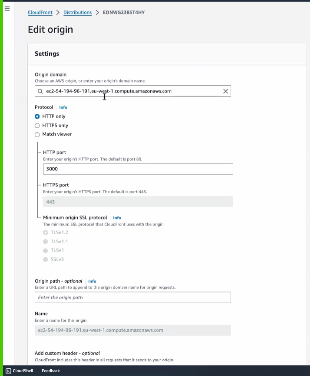 CloudFront > Distributions > EDNWG23BST4HY
Edit origin
Settings
Origin domain
Choose an AWS origin, or enter your origin's domain name
ec2-54-194-98-191.eu-west-1.compute.amazonaws.com
Protocol | Info
HTTP only
HTTPS only
Match viewer
HTTP port
Enter your origin's HTTP port. The default is port 80.
3000
HTTPS port
Enter your origin's HTTPS port. The default is port 443.
443
Minimum origin SSL protocol | Info
The minimum SSL protocol that CloudFront uses with the origin.
TLSv1.2
TLSv1.1
TLSv1
SSLv3
Origin path - optional | Info
Enter a URL path to append to the origin domain name for origin requests.
Enter the origin path
Name
Enter a name for this origin
ec2-54-194-98-191.eu-west-1.compute.amazonaws.com
Add custom header - optional
CloudFront includes this header in all requests that it sends to your origin.
CloudShell Feedback